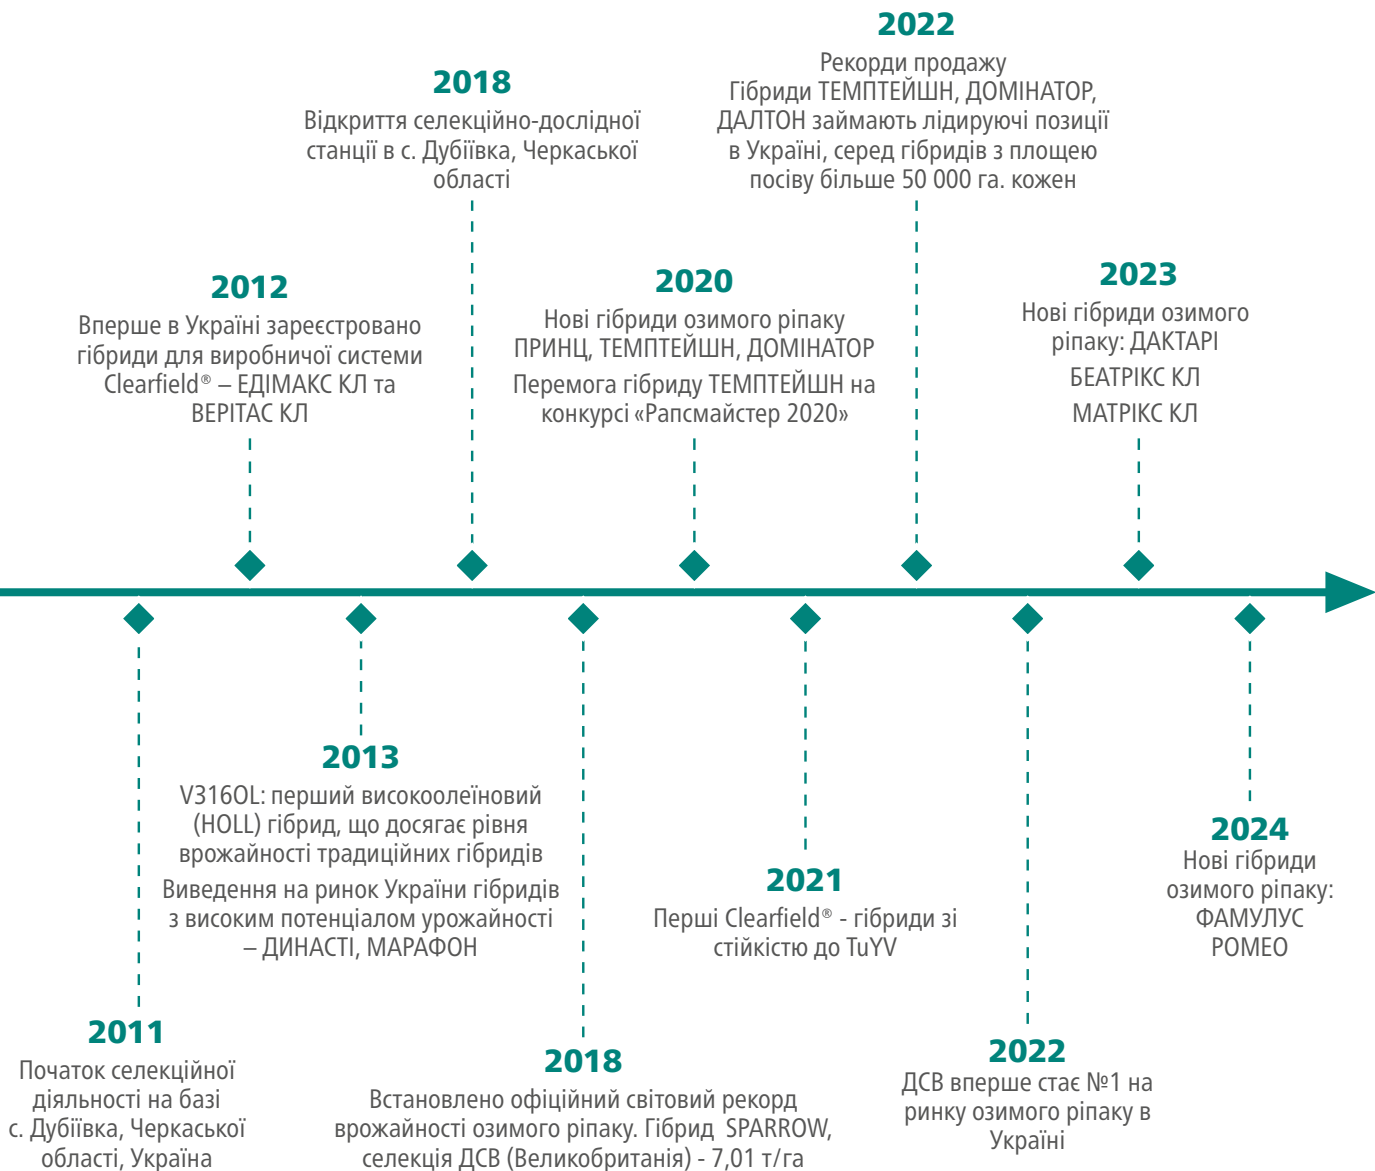 2022
Рекорди продажу
Гібриди ТЕМПТЕЙШН, ДОМІНАТОР,
ДАЛТОН займають лідируючі позиції
в Україні, серед гібридів з площею
посіву більше 50 000 га. кожен
2018
Відкриття селекційно-дослідної
станції в с. Дубіївка, Черкаської
області
2012
Вперше в Україні зареєстровано
гібриди для виробничої системи
Clearfield® – ЕДІМАКС КЛ та
ВЕРІТАС КЛ
2020
Нові гібриди озимого ріпаку
ПРИНЦ, ТЕМПТЕЙШН, ДОМІНАТОР
Перемога гібриду ТЕМПТЕЙШН на
конкурсі «Рапсмайстер 2020»
2023
Нові гібриди озимого
ріпаку: ДАКТАРІ
БЕАТРІКС КЛ
МАТРІКС КЛ
2013
V316OL: перший високоолеїновий
(HOLL) гібрид, що досягає рівня
врожайності традиційних гібридів
Виведення на ринок України гібридів
з високим потенціалом урожайності
– ДИНАСТІ, МАРАФОН
2021
Перші Clearfield® - гібриди зі
стійкістю до TuYV
2024
Нові гібриди
озимого ріпаку:
ФАМУЛУС
РОМЕО
2011
Початок селекційної
діяльності на базі
с. Дубіївка, Черкаської
області, Україна
2018
Встановлено офіційний світовий рекорд
врожайності озимого ріпаку. Гібрид SPARROW,
селекція ДСВ (Великобританія) - 7,01 т/га
2022
ДСВ вперше стає №1 на
ринку озимого ріпаку в
Україні